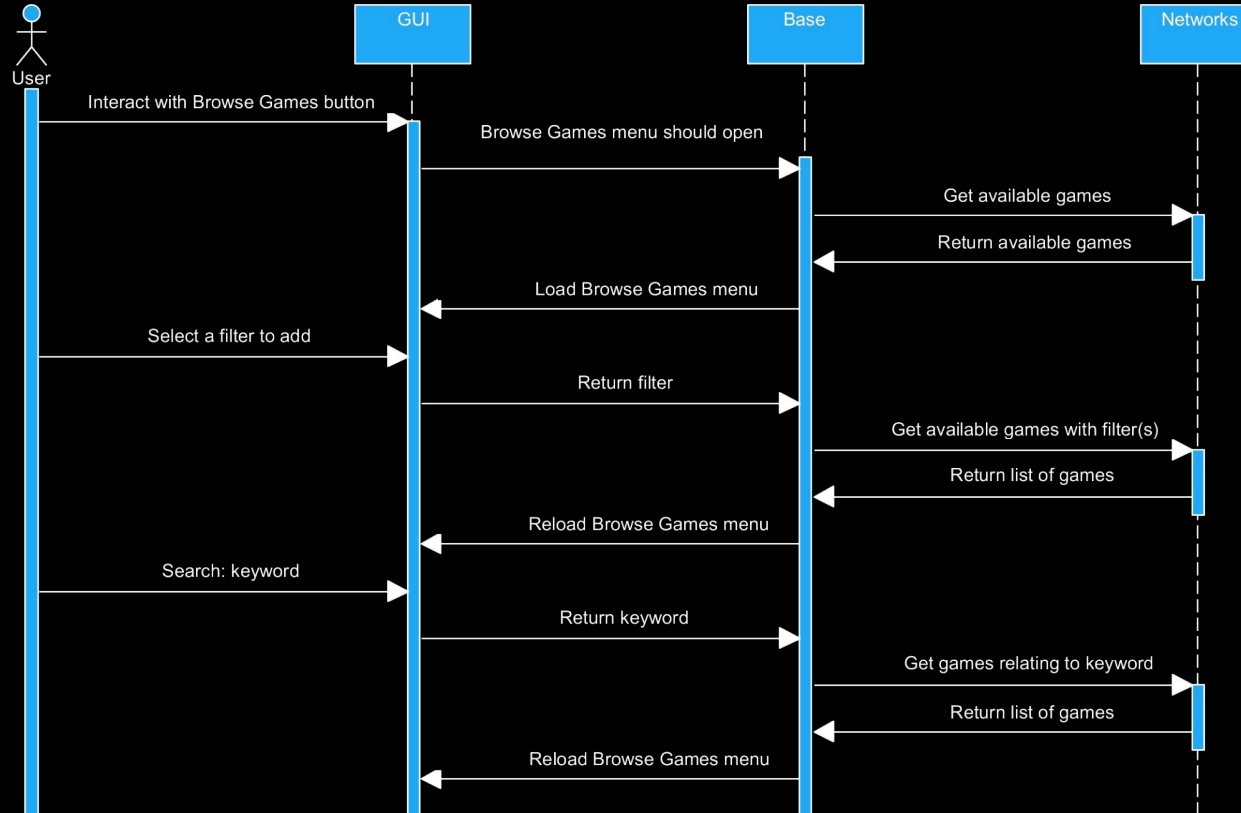 GUI
Base
Networks
User
Interact with Browse Games button
Browse Games menu should open
Get available games
Return available games
Load Browse Games menu
Select a filter to add
Return filter
Get available games with filter(s)
Return list of games
Reload Browse Games menu
Search: keyword
Return keyword
Get games relating to keyword
Return list of games
Reload Browse Games menu